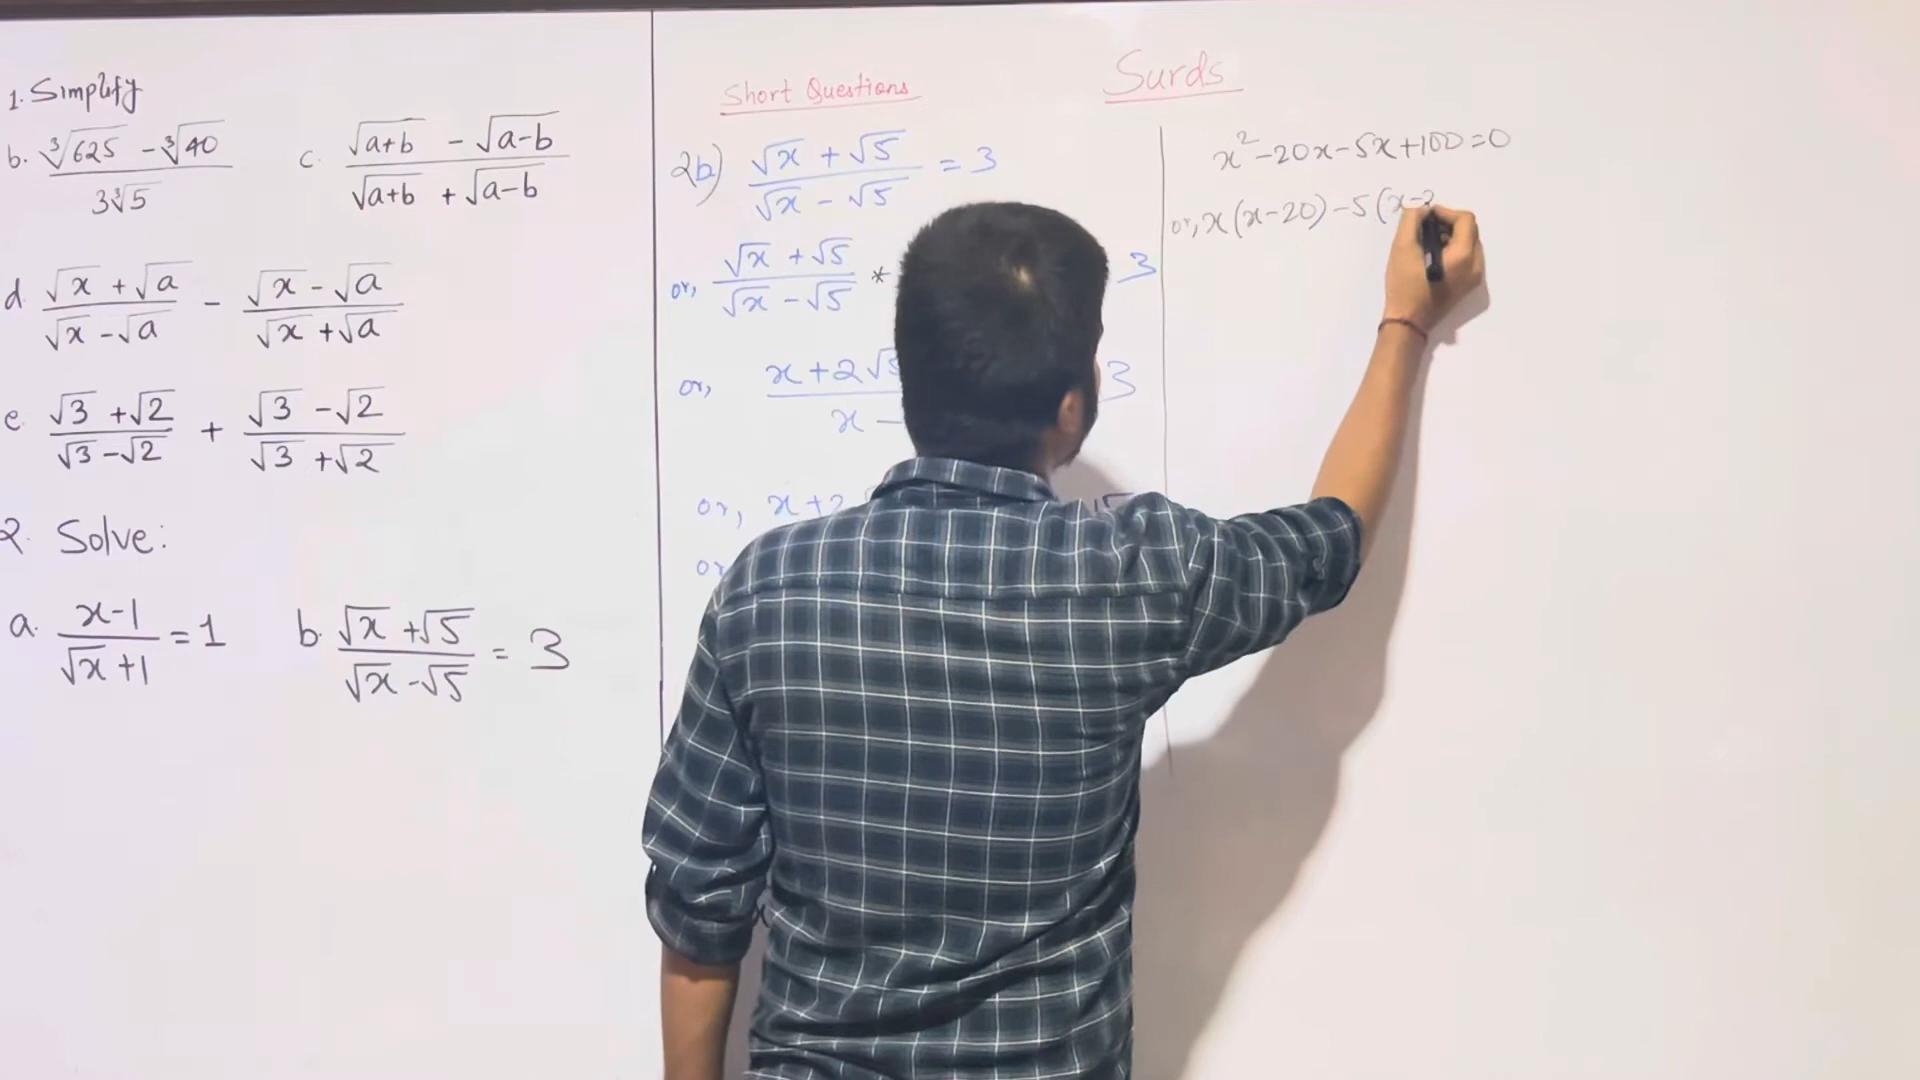 1. Simplify
b. (∛625 - ∛40) / 3∛5
c. (√(a+b) - √(a-b)) / (√(a+b) + √(a-b))
d (√x + √a) / (√x - √a) - (√x - √a) / (√x + √a)
e. (√3 + √2) / (√3 - √2) + (√3 - √2) / (√3 + √2)
2. Solve:
a. (x-1) / (√x + 1) = 1
b. (√x + √5) / (√x - √5) = 3
Short Questions
Surds
2b) (√x + √5) / (√x - √5) = 3
or, (√x + √5) / (√x - √5) * 3
or, x + 2√5 / x - 3
or, x + 2
or
x² - 20x - 5x + 100 = 0
or, x (x - 20) - 5 (x -